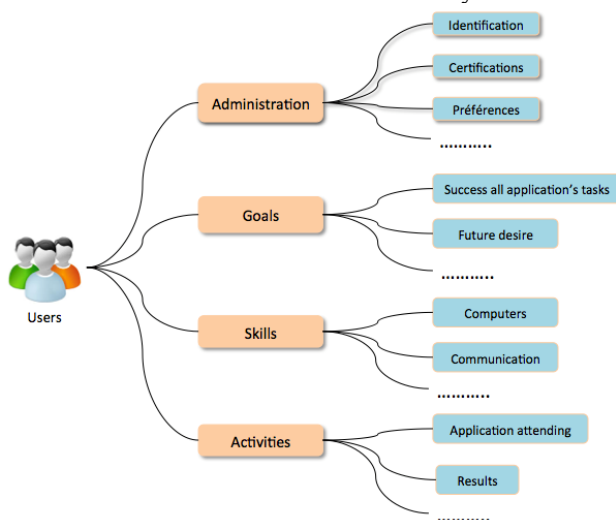 Identification
Certifications
Administration
Préférences
...........
Success all application's tasks
Goals
Future desire
...........
Users
Computers
Skills
Communication
...........
Application attending
Activities
Results
...........